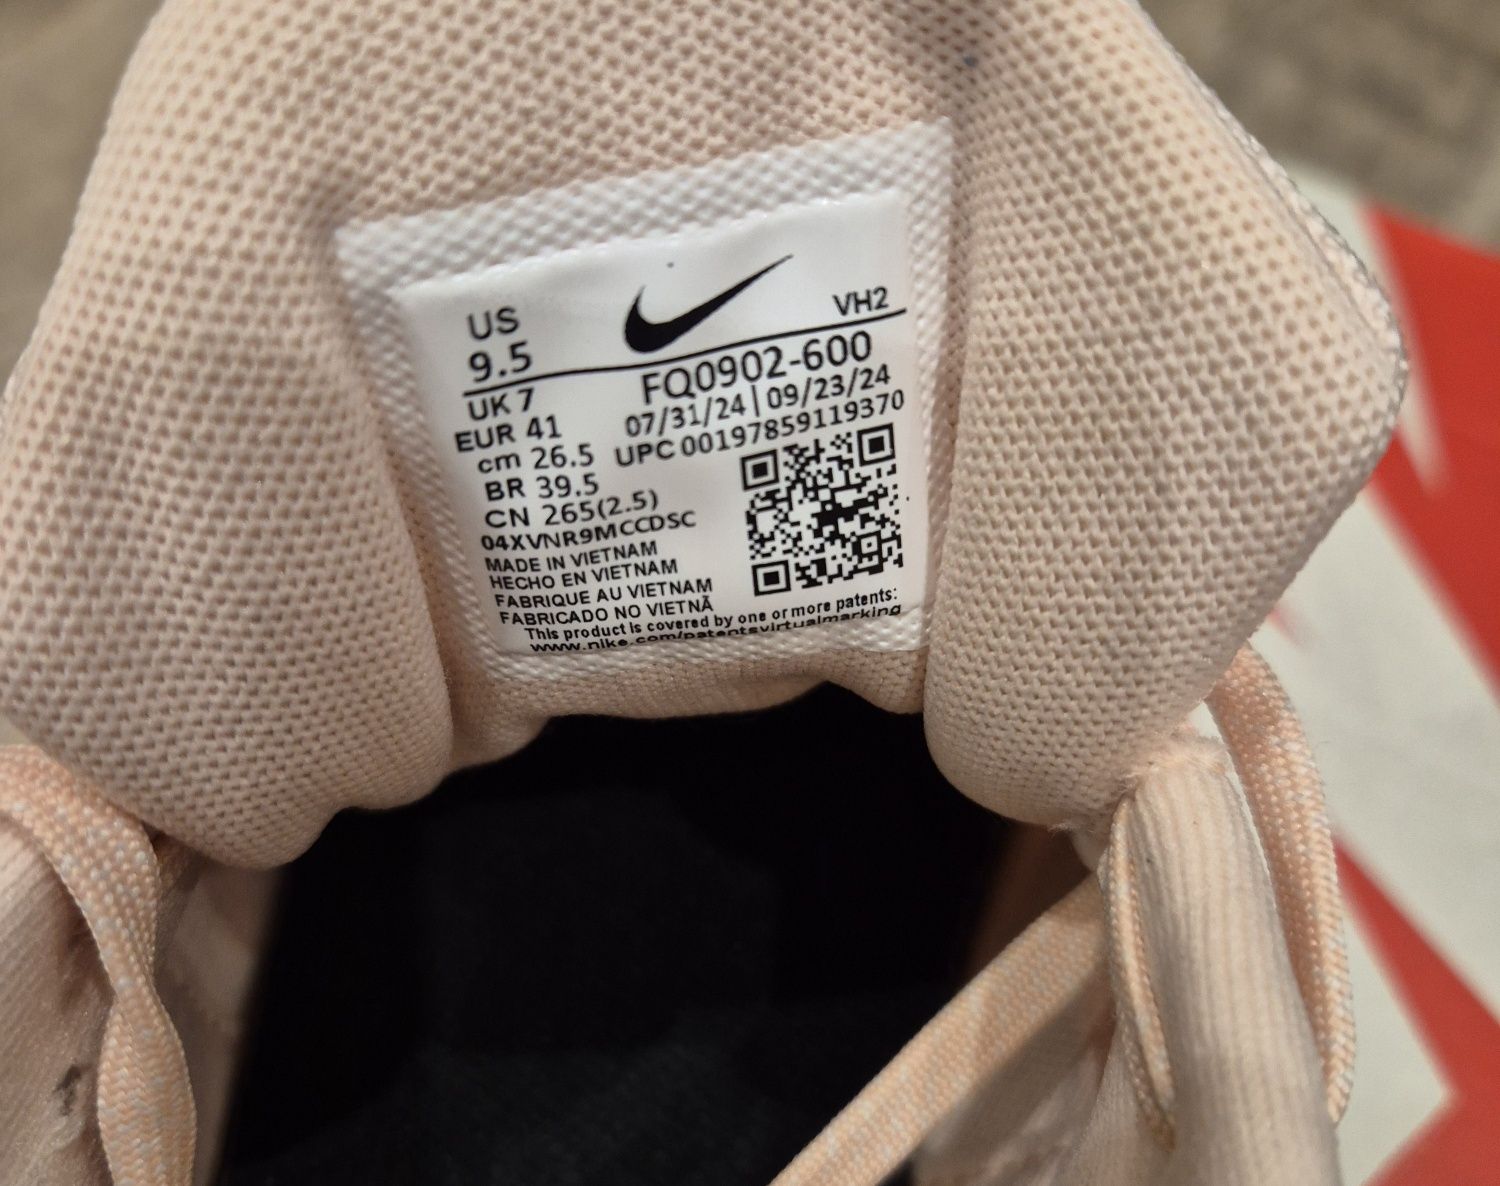 US
9.5
VH2
UK 7
FQ0902-600
EUR 41
07/31/24 | 09/23/24
cm 26.5
UPC 00197859119370
BR 39.5
CN 265(2.5)
04XVNR9MCCDSC
MADE IN VIETNAM
HECHO EN VIETNAM
FABRIQUE AU VIETNAM
FABRICADO NO VIETNÃ
This product is covered by one or more patents:
www.nike.com/patentsvirtualmarking